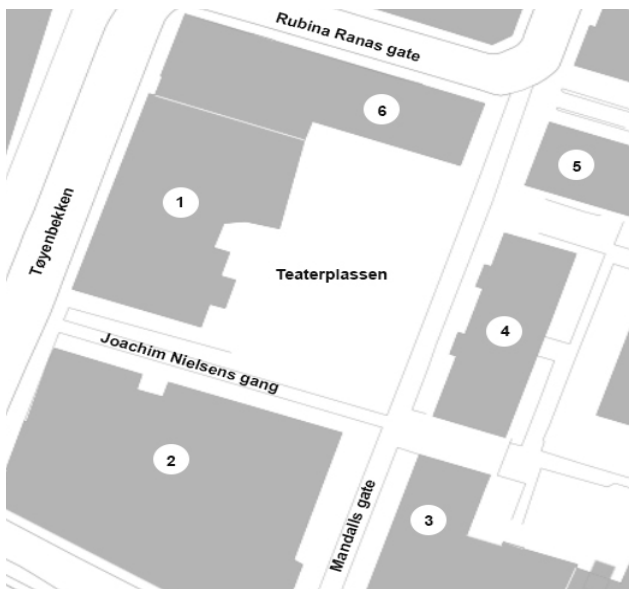 Rubina Ranas gate
6
5
1
Tøyenbekken
Teaterplassen
4
Joachim Nielsens gang
2
Mandalls gate
3